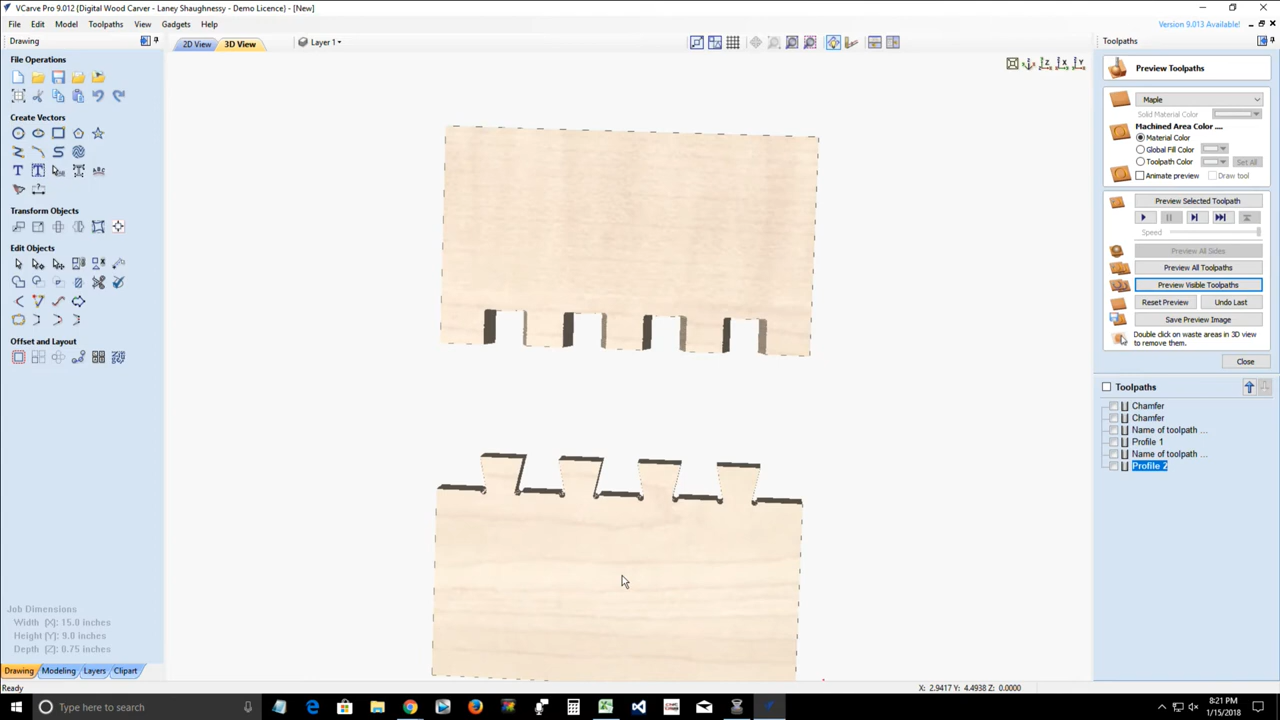 VCarve Pro 9.012 {Digital Wood Carver - Laney Shaughnessy - Demo Licence} - [New]
File Edit Model Toolpaths View Gadgets Help
Version 9.013 Available!
Drawing
2D View 3D View Layer 1
Toolpaths
File Operations
Create Vectors
Transform Objects
Edit Objects
Offset and Layout
Job Dimensions
Width (X): 15.0 inches
Height (Y): 9.0 inches
Depth (Z): 0.75 inches
Drawing Modeling Layers Clipart
Ready
X: 2.9417 Y: 4.4938 Z: 0.0000
Z X Y
Preview Toolpaths
Maple
Solid Material Color
Machined Area Color ....
Material Color
Global Fill Color
Toolpath Color Set All
Animate preview Draw tool
Preview Selected Toolpath
Speed
Preview All Sides
Preview All Toolpaths
Preview Visible Toolpaths
Reset Preview Undo Last
Save Preview Image
Double click on waste areas in 3D view
to remove them.
Close
Toolpaths
Chamfer
Chamfer
Name of toolpath ...
Profile 1
Name of toolpath ...
Profile 2
Type here to search
8:21 PM
1/15/2018